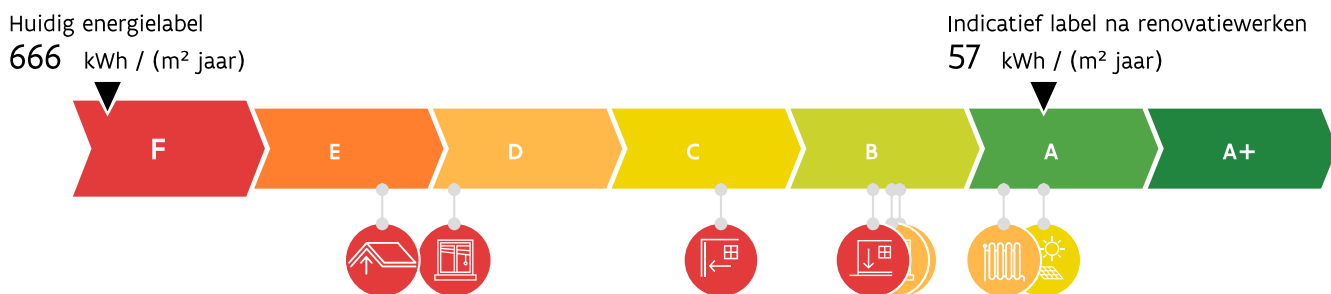 Huidig energielabel
666 kWh / (m² jaar)
Indicatief label na renovatiewerken
57 kWh / (m² jaar)
F E D C B A A+